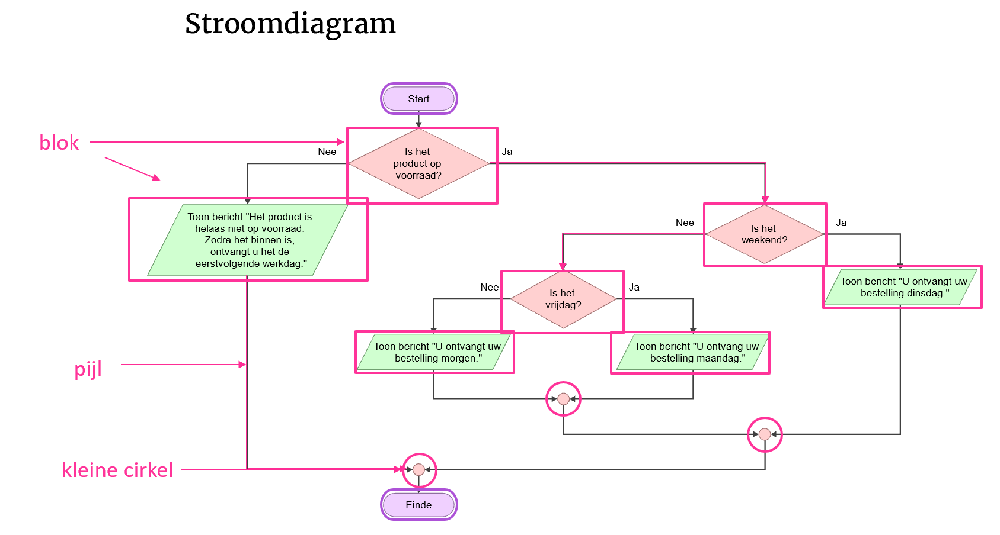 Stroomdiagram
Start
blok
Nee
Is het
product op
voorraad?
Ja
Toon bericht "Het product is
helaas niet op voorraad.
Zodra het binnen is,
ontvangt u het de
eerstvolgende werkdag."
Nee
Is het
weekend?
Ja
Nee
Is het
vrijdag?
Ja
Toon bericht "U ontvangt uw
bestelling dinsdag."
Toon bericht "U ontvangt uw
bestelling morgen."
Toon bericht "U ontvang uw
bestelling maandag."
pijl
kleine cirkel
Einde